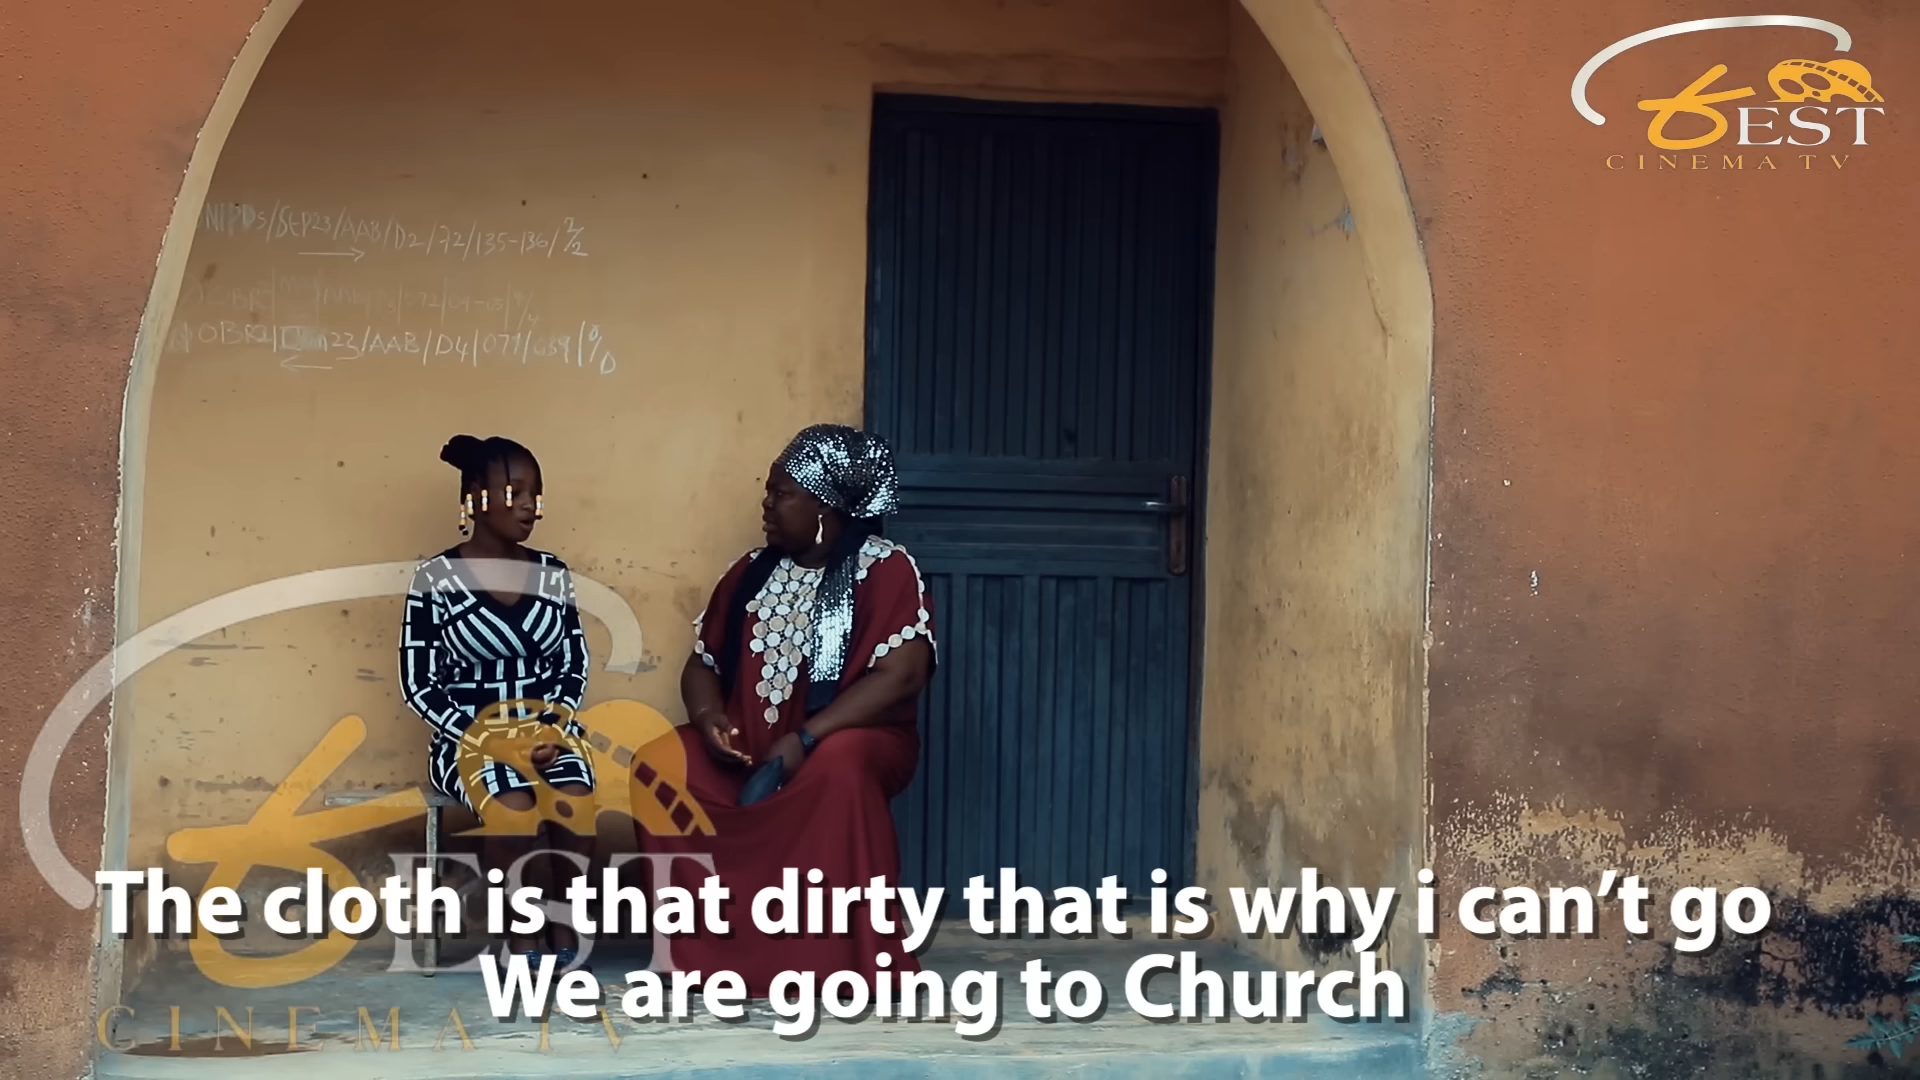 BEST
CINEMA TV
NIPDS/SEP23/AAB/D2/72/135-136/2/2
BEST
CINEMA TV
The cloth is that dirty that is why i can’t go
We are going to Church